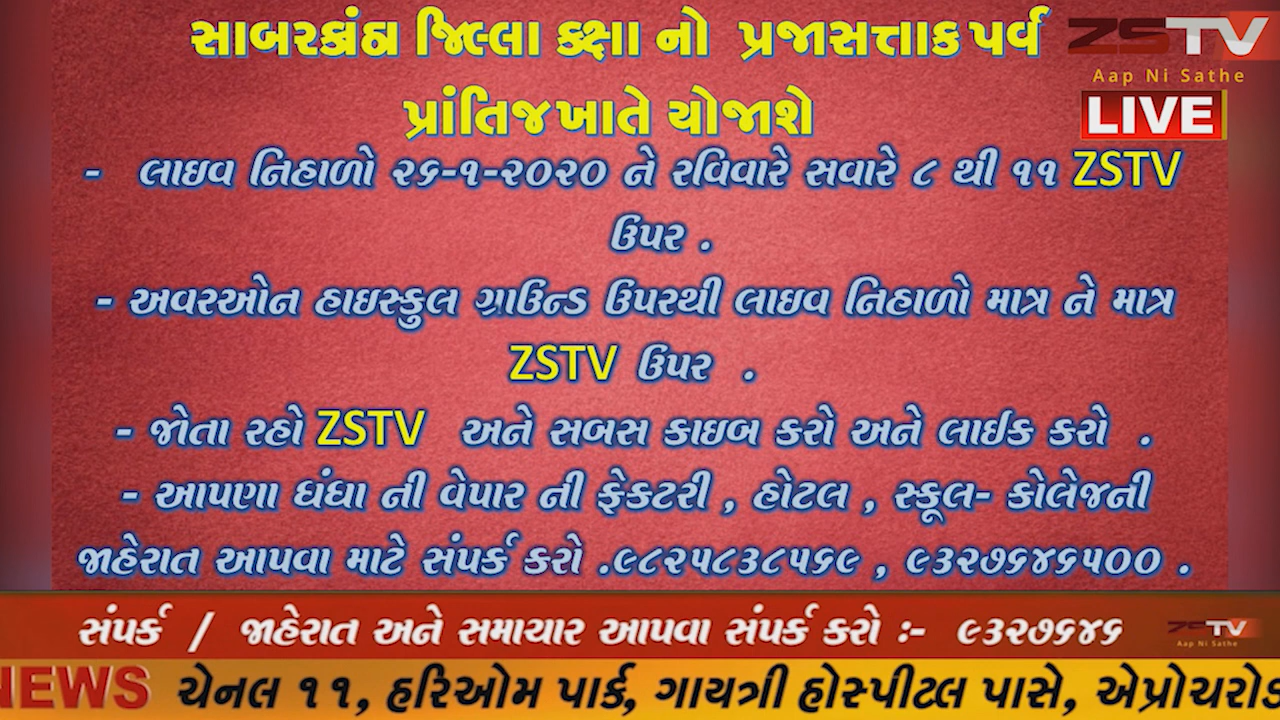 સાબરકાંઠા જિલ્લા કક્ષા નો પ્રજાસત્તાક પર્વ
ZSTV
Aap Ni Sathe
પ્રાંતિજ ખાતે યોજાશે
LIVE
- લાઇવ નિહાળો ૨૬-૧-૨૦૨૦ ને રવિવારે સવારે ૮ થી ૧૧ ZSTV
ઉપર .
- અવરઓન હાઇસ્કુલ ગ્રાઉન્ડ ઉપરથી લાઇવ નિહાળો માત્ર ને માત્ર
ZSTV ઉપર .
- જોતા રહો ZSTV અને સબસ કાઇબ કરો અને લાઈક કરો .
- આપણા ધંધા ની વેપાર ની ફેકટરી , હોટલ , સ્કૂલ- કોલેજની
જાહેરાત આપવા માટે સંપર્ક કરો .૯૮૨૫૮૩૮૫૬૯ , ૯૩૨૭૬૪૬૫૦૦ .
સંપર્ક / જાહેરાત અને સમાચાર આપવા સંપર્ક કરો :- ૯૩૨૭૬૪૬
ZSTV
Aap Ni Sathe
NEWS ચેનલ ૧૧, હરિઓમ પાર્ક, ગાયત્રી હોસ્પીટલ પાસે, એપ્રોચરોડ